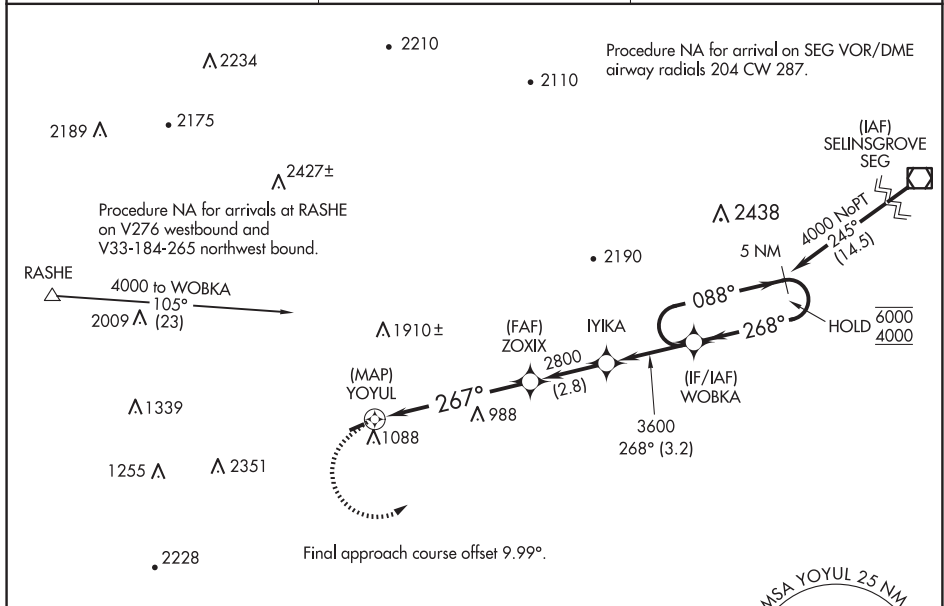 2210
2234
Procedure NA for arrival on SEG VOR/DME
airway radials 204 CW 287.
2110
2175
2189
(IAF)
SELINSGROVE
SEG
2427±
Procedure NA for arrivals at RASHE
on V276 westbound and
V33-184-265 northwest bound.
2438
4000 NoPT
245°
(14.5)
5 NM
2190
RASHE
4000 to WOBKA
105°
(23)
2009
088°
268°
HOLD
6000
4000
1910±
(FAF)
ZOXIX
IYIKA
2800
(2.8)
(IF/IAF)
WOBKA
(MAP)
YOYUL
267°
988
3600
268° (3.2)
1339
1088
1255
2351
Final approach course offset 9.99°.
2228
MSA YOYUL 25 NM